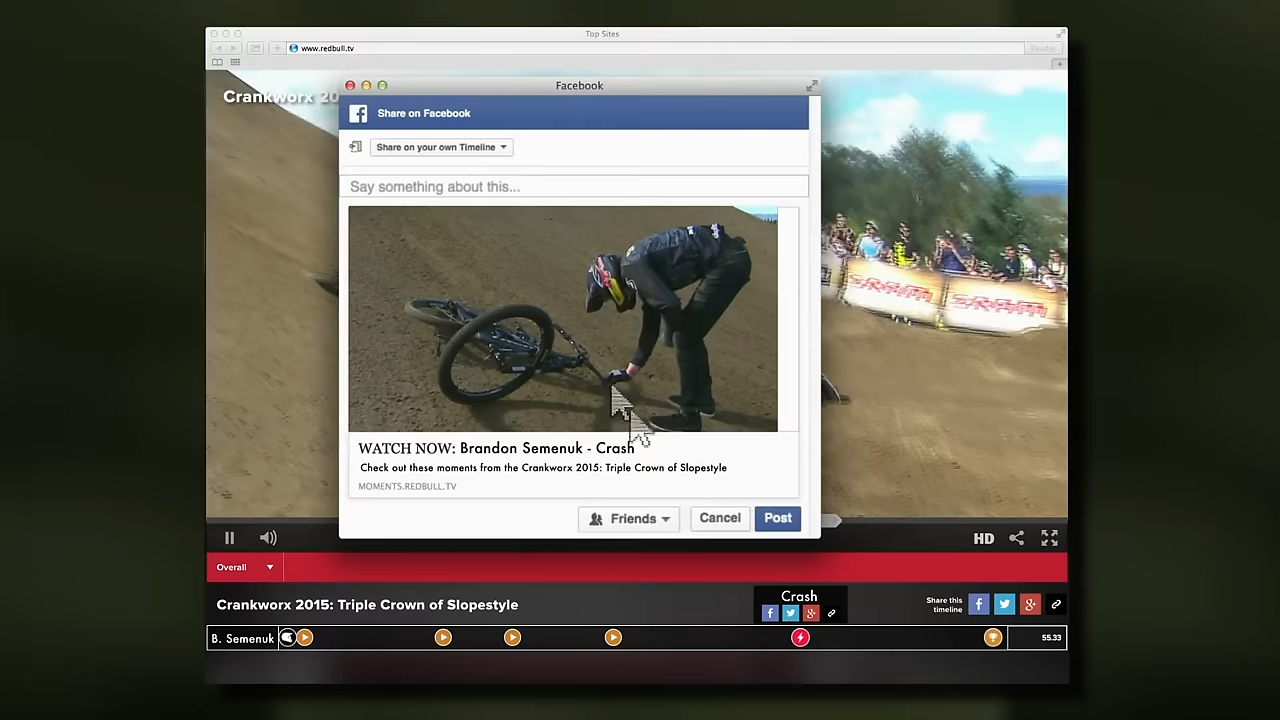 Top Sites
www.redbull.tv
Reader
Crankworx 20
Facebook
Share on Facebook
Share on your own Timeline
Say something about this...
SRAM
SRAM
WATCH NOW: Brandon Semenuk - Crash
Check out these moments from the Crankworx 2015: Triple Crown of Slopestyle
MOMENTS.REDBULL.TV
Friends
Cancel
Post
HD
Overall
Crankworx 2015: Triple Crown of Slopestyle
Crash
Share this
timeline
B. Semenuk
55.33